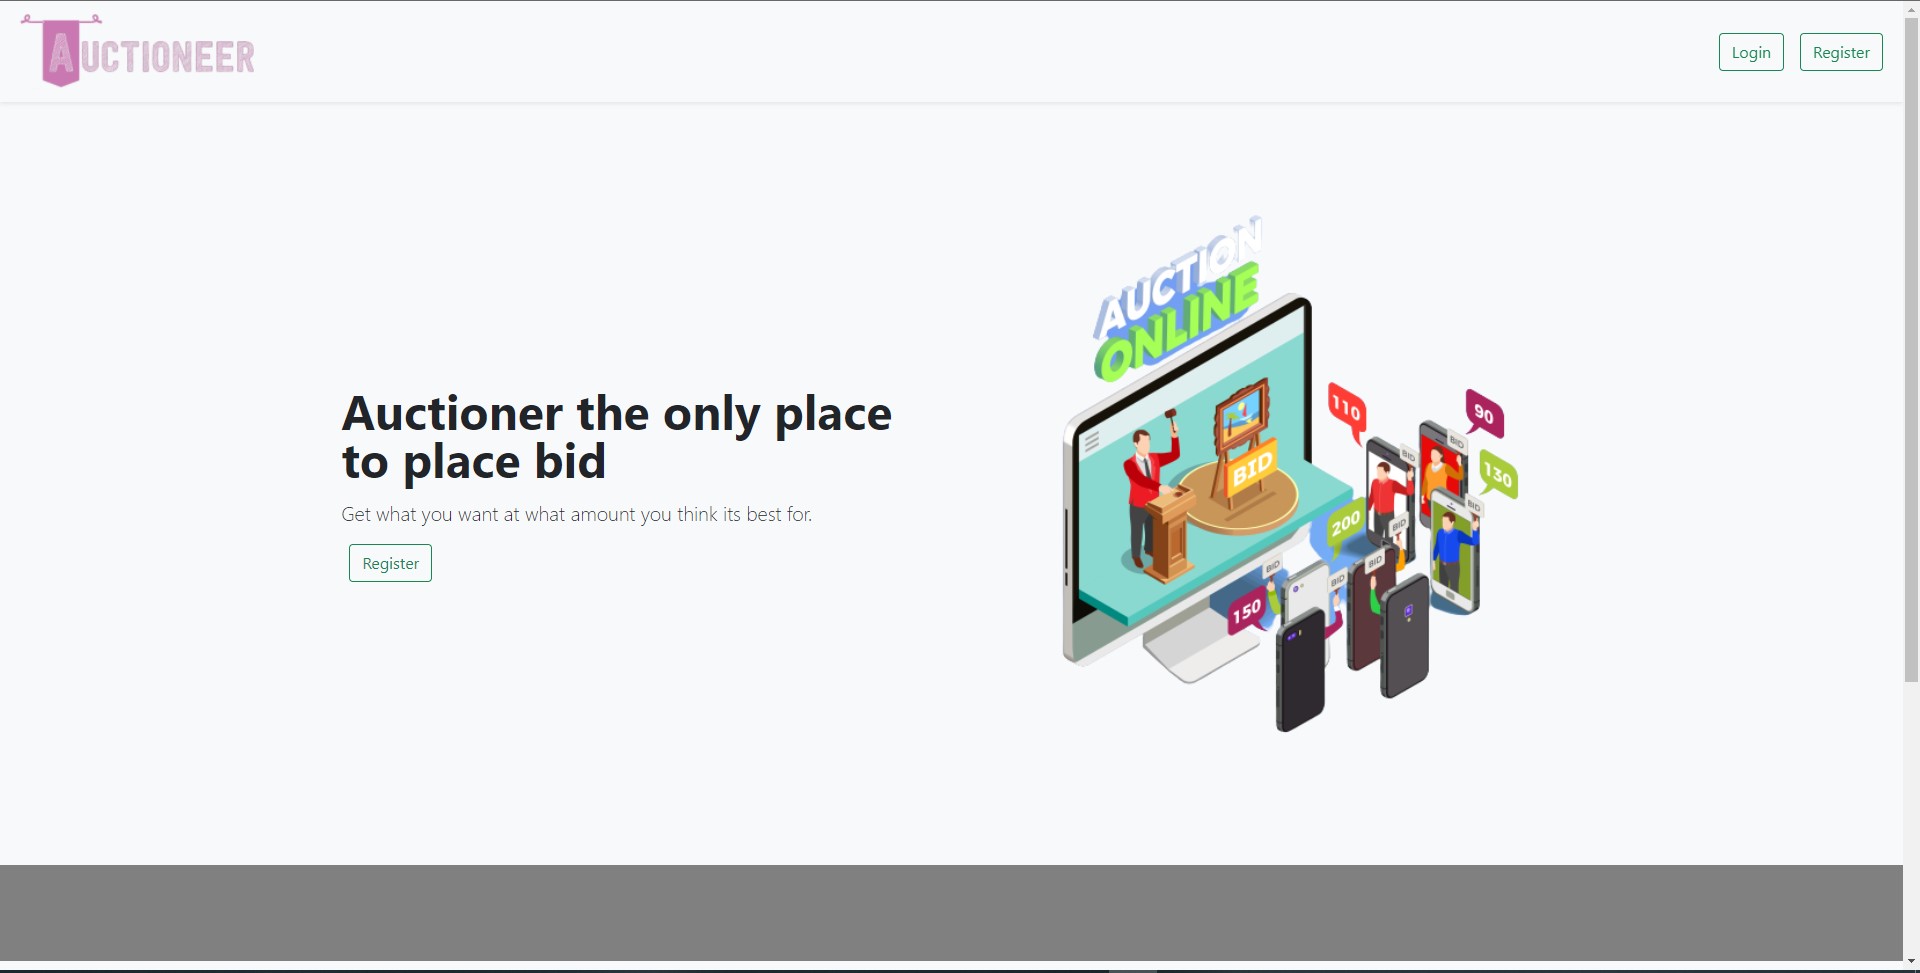 AUCTIONEER
Login
Register
AUCTION
ONLINE
Auctioner the only place
to place bid
Get what you want at what amount you think its best for.
Register
BID
110
90
130
200
150
BID
BID
BID
BID
BID
BID
BID